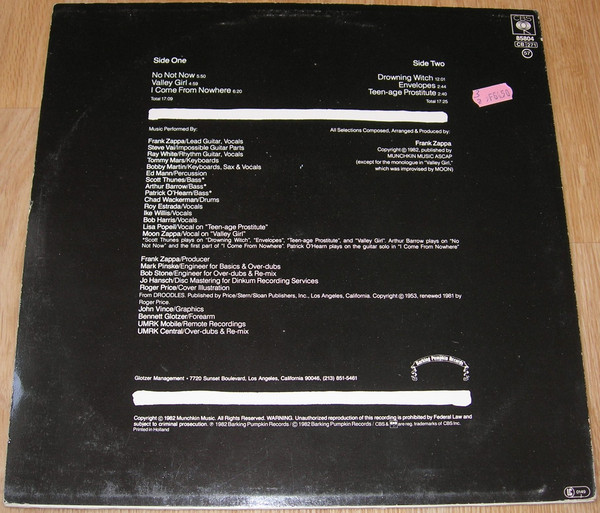 CBS
85804
CB 271
57
Side One
Side Two
No Not Now 5:50
Valley Girl 4:59
I Come From Nowhere 6:20
Total 17:09
Drowning Witch 12:01
Envelopes 2:44
Teen-age Prostitute 2:40
Total 17:25
Music Performed By:
Frank Zappa/Lead Guitar, Vocals
Steve Vai/Impossible Guitar Parts
Ray White/Rhythm Guitar, Vocals
Tommy Mars/Keyboards
Bobby Martin/Keyboards, Sax & Vocals
Ed Mann/Percussion
Scott Thunes/Bass*
Arthur Barrow/Bass*
Patrick O'Hearn/Bass*
Chad Wackerman/Drums
Roy Estrada/Vocals
Ike Willis/Vocals
Bob Harris/Vocals
Lisa Popeil/Vocal on "Teen-age Prostitute"
Moon Zappa/Vocal on "Valley Girl"
*Scott Thunes plays on "Drowning Witch", "Envelopes", "Teen-age Prostitute", and "Valley Girl". Arthur Barrow plays on "No
Not Now" and the first part of "I Come From Nowhere". Patrick O'Hearn plays on the guitar solo in "I Come From Nowhere"
All Selections Composed, Arranged & Produced by:
Frank Zappa
Copyright © 1982, published by
MUNCHKIN MUSIC ASCAP
(except for the monologue in "Valley Girl,"
which was improvised by MOON)
Frank Zappa/Producer
Mark Pinske/Engineer for Basics & Over-dubs
Bob Stone/Engineer for Over-dubs & Re-mix
Jo Hansch/Disc Mastering for Dinkum Recording Services
Roger Price/Cover Illustration
From DROODLES. Published by Price/Stern/Sloan Publishers, Inc., Los Angeles, California. Copyright © 1953, renewed 1981 by
Roger Price.
John Vince/Graphics
Bennett Glotzer/Forearm
UMRK Mobile/Remote Recordings
UMRK Central/Over-dubs & Re-mix
Barking Pumpkin Records
Glotzer Management • 7720 Sunset Boulevard, Los Angeles, California 90046, (213) 851-5461
Copyright © 1982 Munchkin Music. All Rights Reserved. WARNING. Unauthorized reproduction of this recording is prohibited by Federal Law and
subject to criminal prosecution. ℗ 1982 Barking Pumpkin Records / © 1982 Barking Pumpkin Records / CBS & are reg. trademarks of CBS Inc.
Printed in Holland
LC 0149